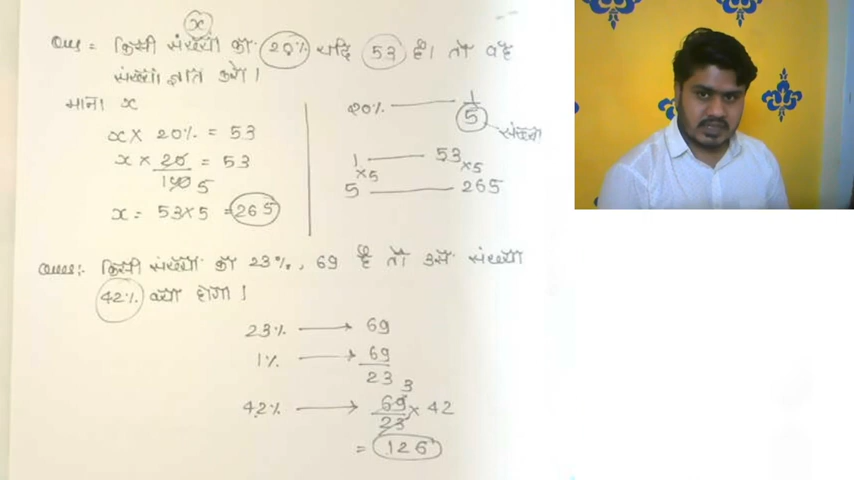 x
Que = किसी संख्या का 20% यदि 53 है। तो वह
संख्या ज्ञात करो।
माना x
x × 20% = 53
x × 20/100 5 = 53
x = 53×5 = 265
20% —— 1/5 संख्या
1 —— 53
×5 ×5
5 —— 265
Ques:- किसी संख्या का 23%, 69 है तो उस संख्या
42% क्या होगा।
23% → 69
1% → 69/23
42% → 69/23 3 × 42
= 126